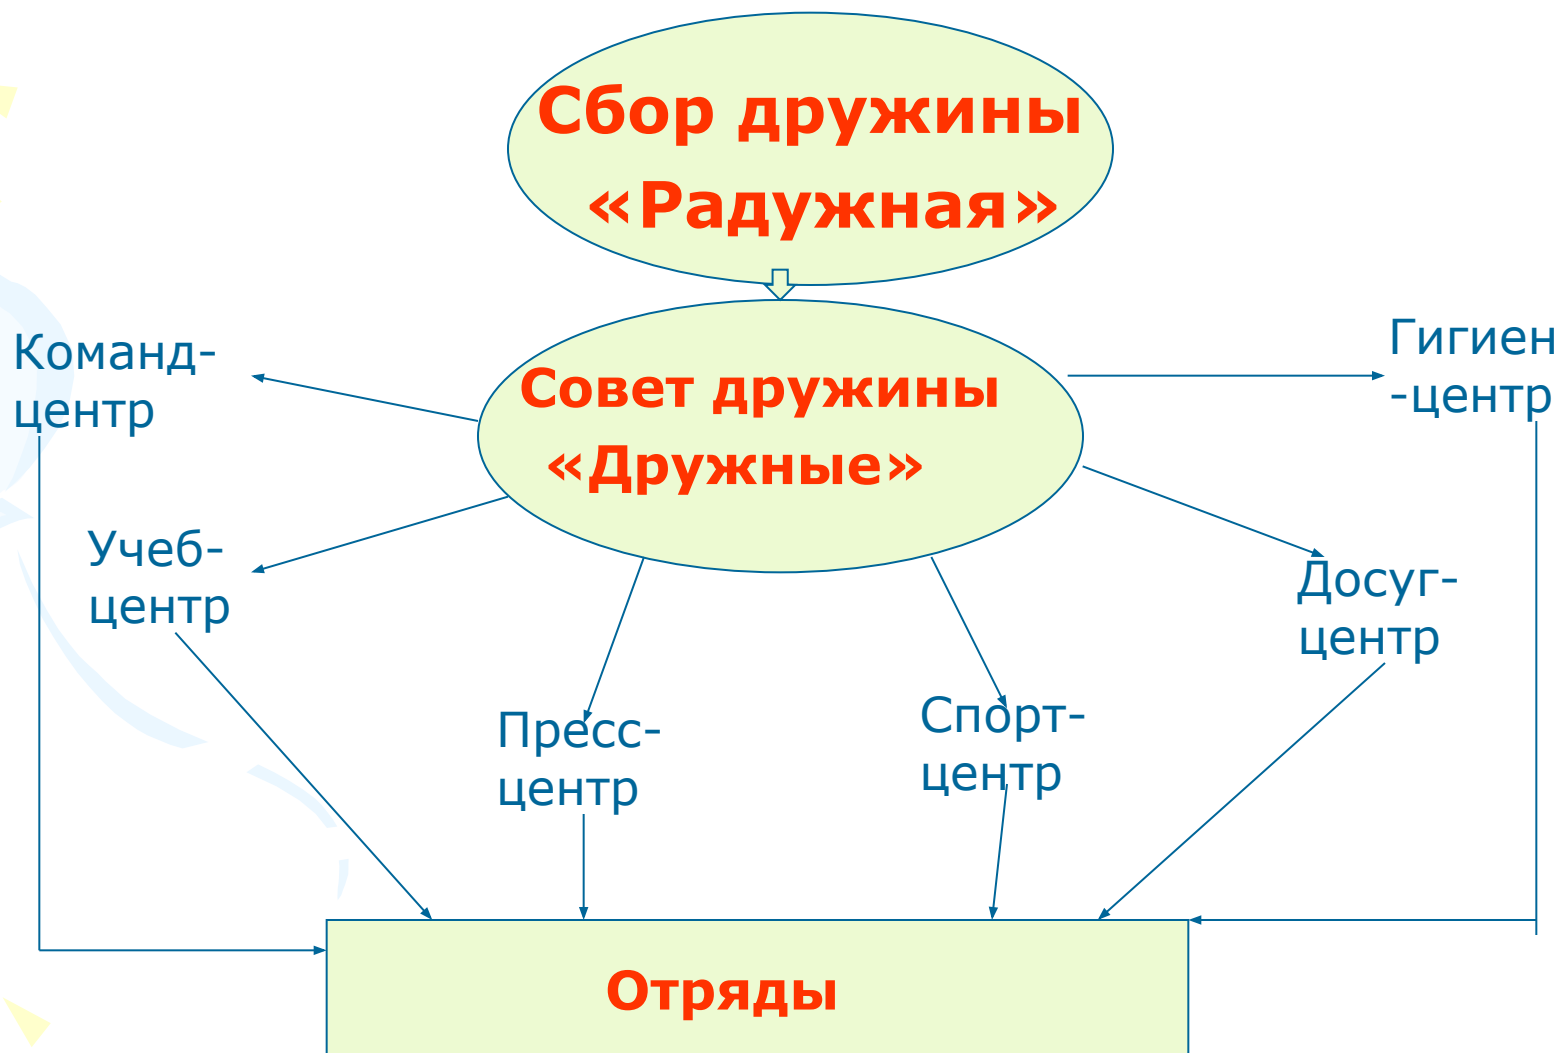 Сбор дружины
«Радужная»
Совет дружины
«Дружные»
Команд-
центр
Гигиен
-центр
Учеб-
центр
Досуг-
центр
Пресс-
центр
Спорт-
центр
Отряды